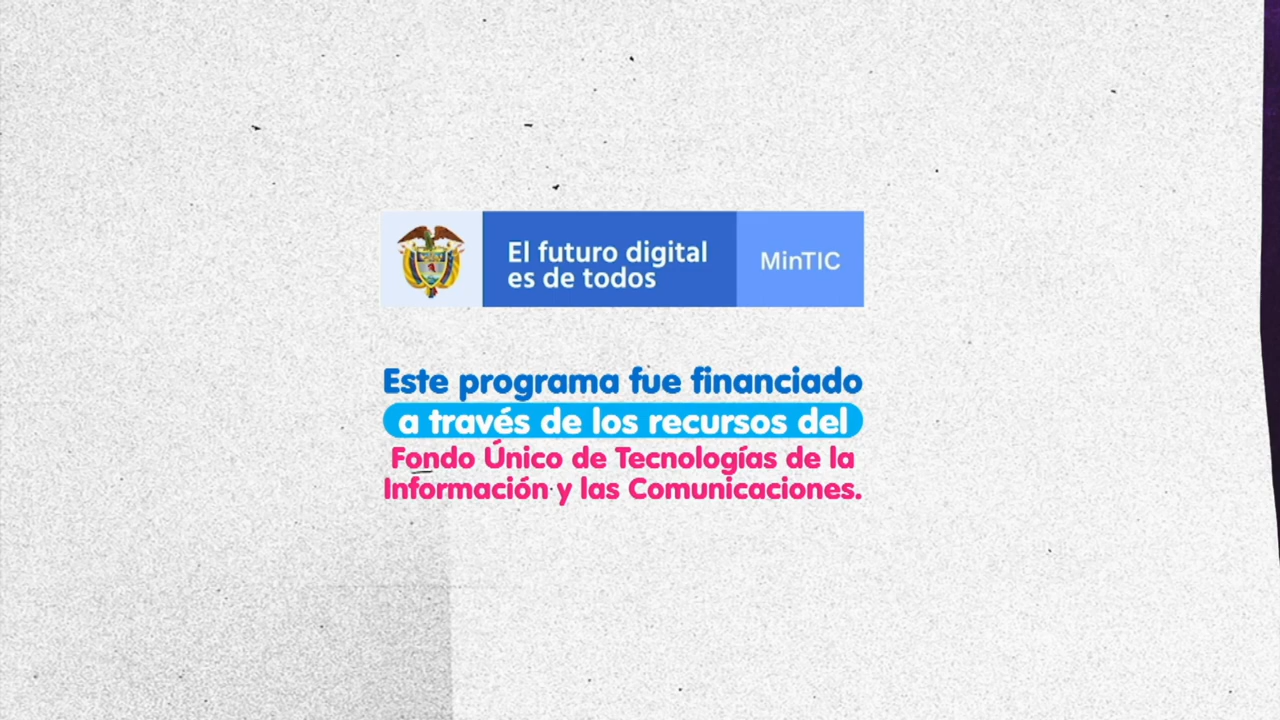 El futuro digital
es de todos
MinTIC
Este programa fue financiado
a través de los recursos del
Fondo Único de Tecnologías de la
Información y las Comunicaciones.